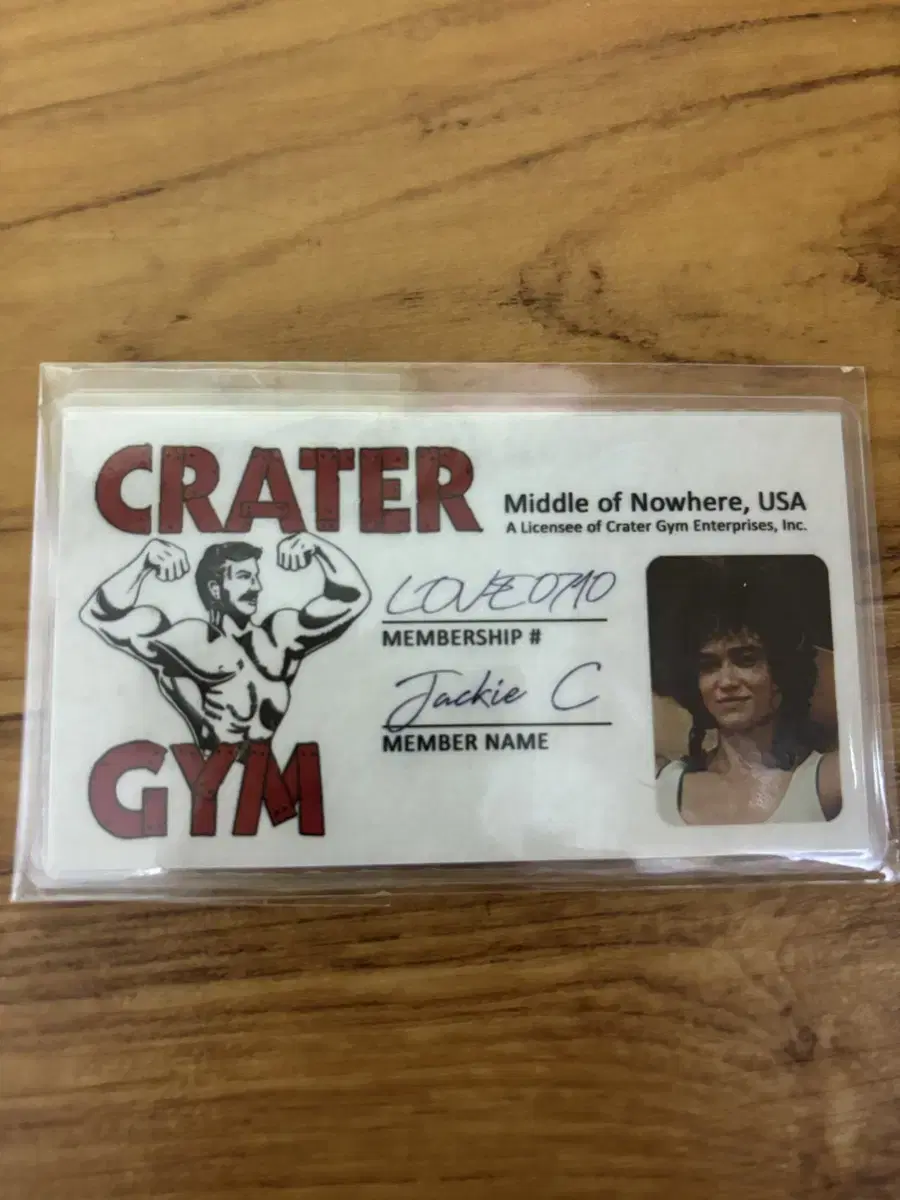 CRATER
GYM
Middle of Nowhere, USA
A Licensee of Crater Gym Enterprises, Inc.
LOVE0710
MEMBERSHIP #
Jackie C
MEMBER NAME